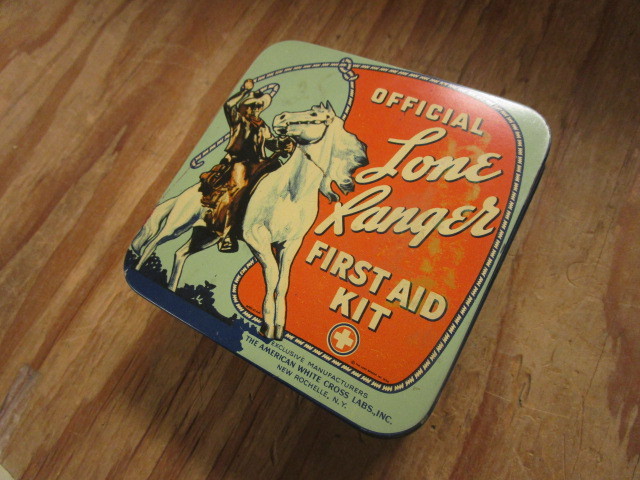 OFFICIAL
Lone
Ranger
FIRST AID
KIT
EXCLUSIVE MANUFACTURERS
THE AMERICAN WHITE CROSS LABS., INC.
NEW ROCHELLE, N.Y.